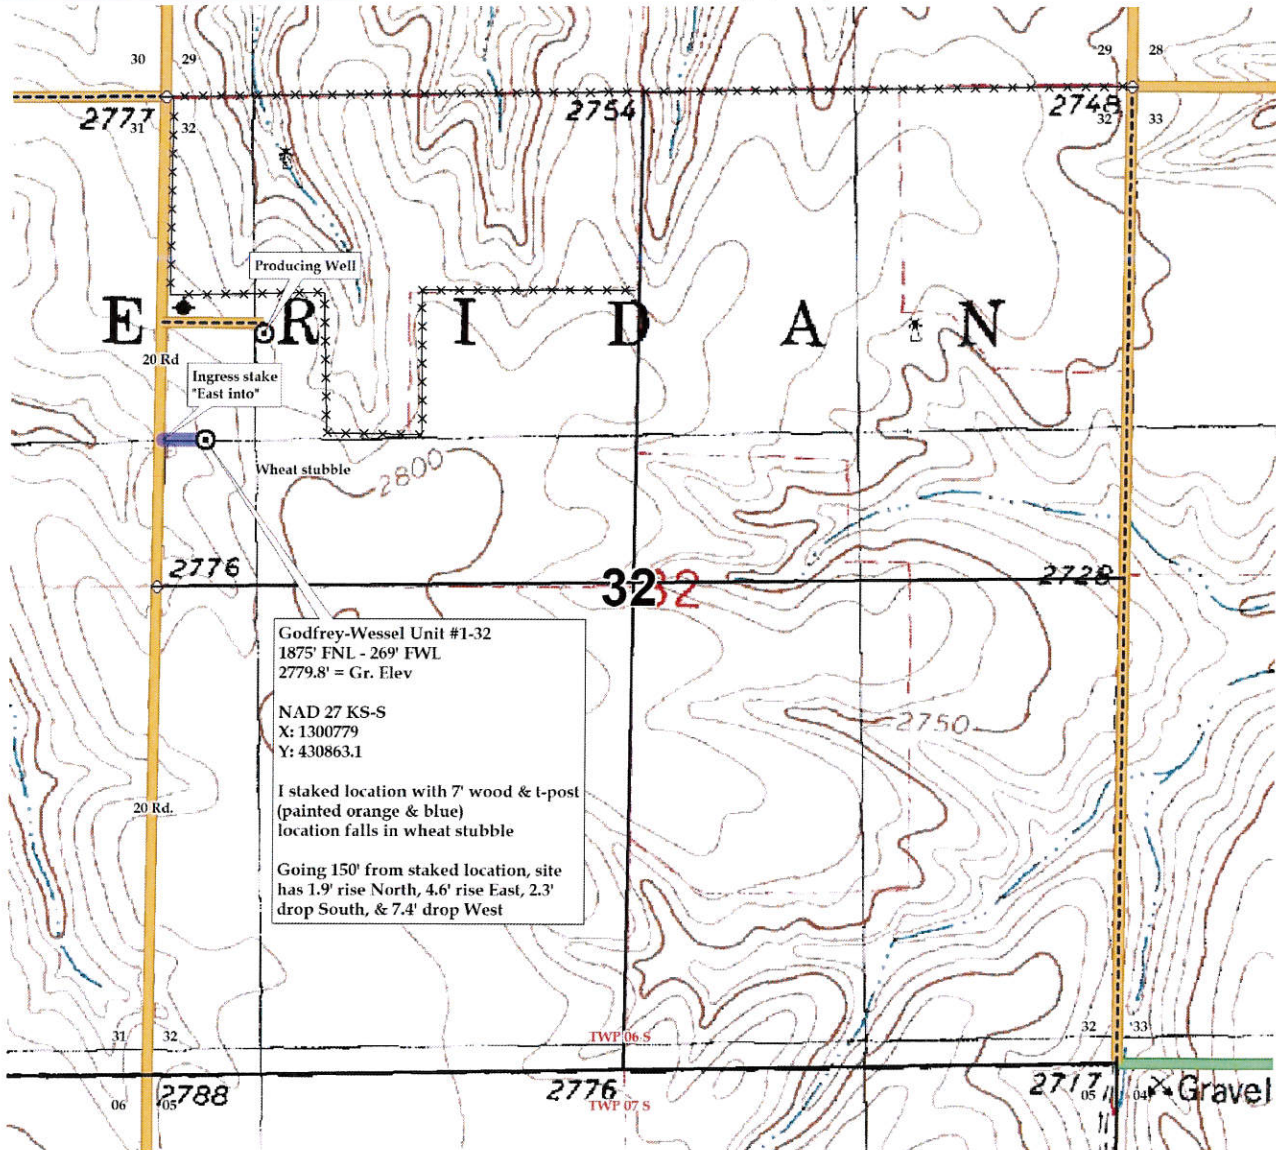 30 29
29 28
2777
2754
2748
31 32
32 33
Producing Well
E R I D A N
20 Rd
Ingress stake
"East into"
Wheat stubble
2800
2776
32
32
2728
Godfrey-Wessel Unit #1-32
1875' FNL - 269' FWL
2779.8' = Gr. Elev
NAD 27 KS-S
X: 1300779
Y: 430863.1
I staked location with 7' wood & t-post
(painted orange & blue)
location falls in wheat stubble
Going 150' from staked location, site
has 1.9' rise North, 4.6' rise East, 2.3'
drop South, & 7.4' drop West
2750
20 Rd.
31 32
TWP 06 S
32 33
2788
2776
2717
06 05
TWP 07 S
05 04
Gravel